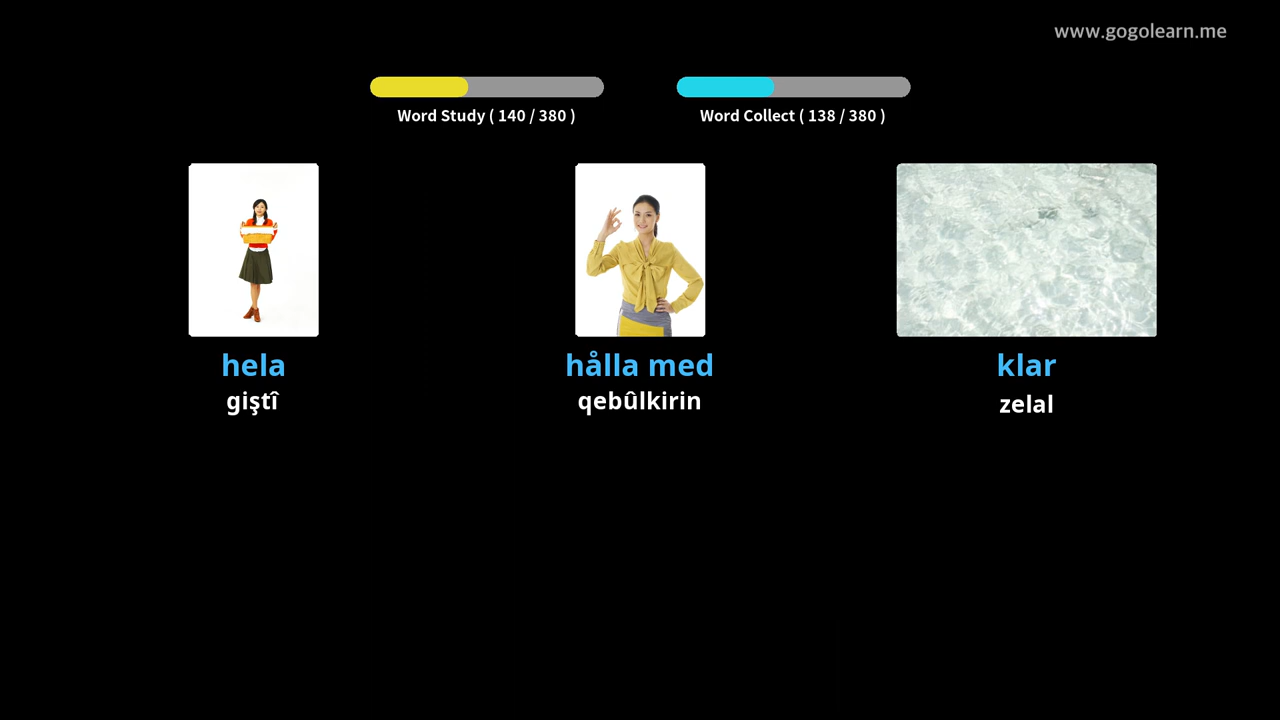 www.gogolearn.me
Word Study ( 140 / 380 )
Word Collect ( 138 / 380 )
hela
giştî
hålla med
qebûlkirin
klar
zelal